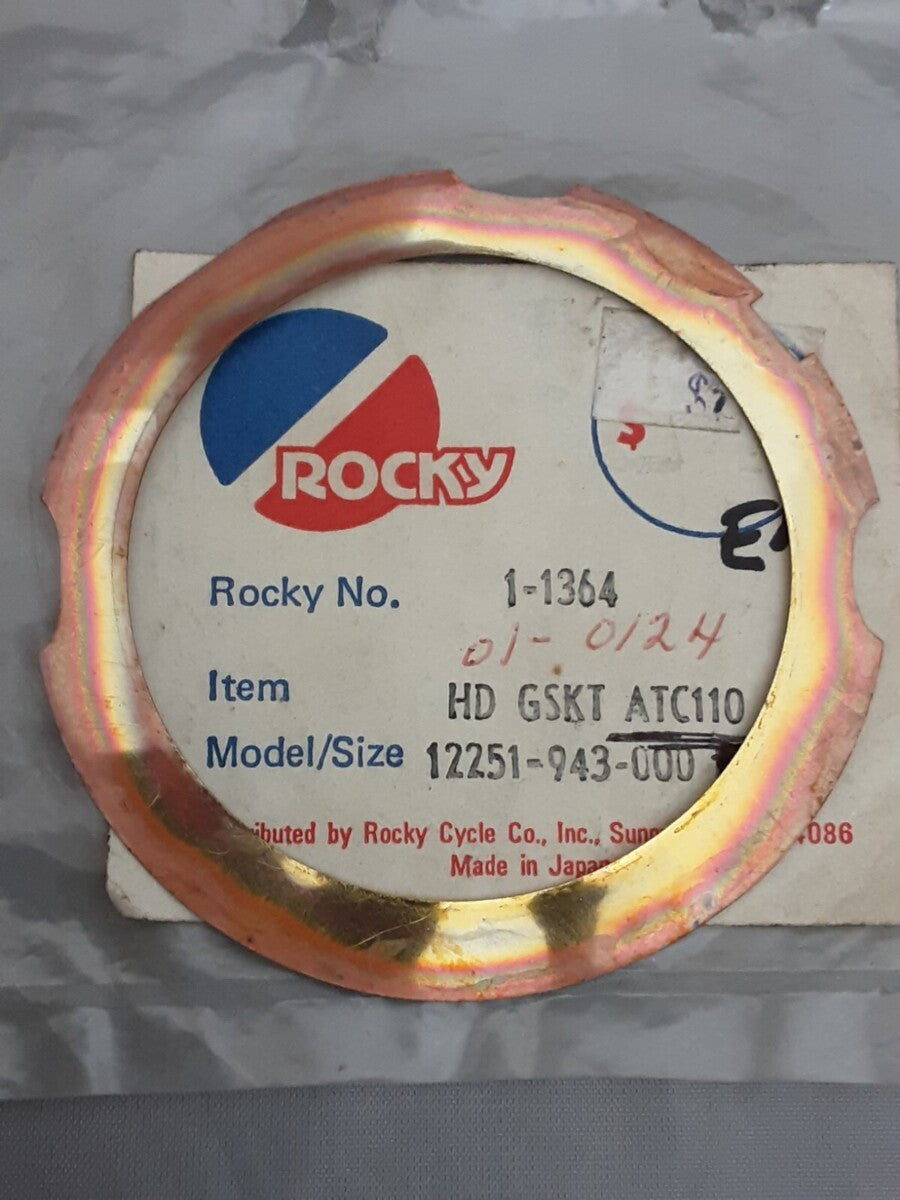 ROCKY
$
Rocky No. 1-1364
01-0124
Item HD GSKT ATC110
Model/Size 12251-943-000
by Rocky Cycle Co., Inc.,
Made in Japan